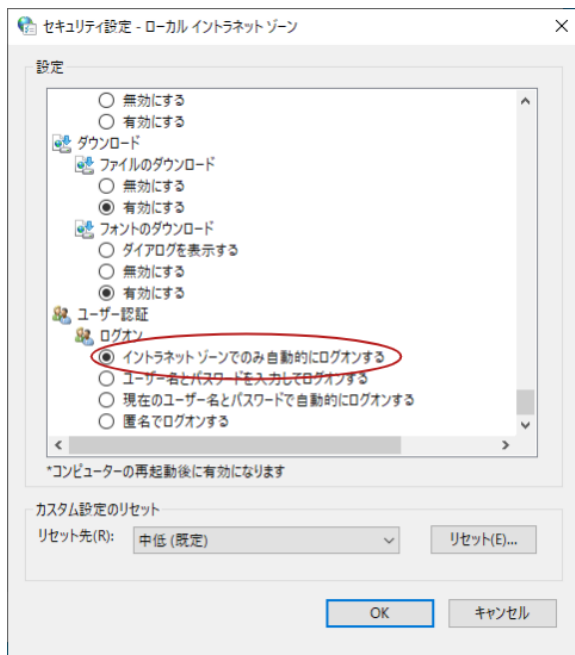 セキュリティ設定 - ローカル イントラネット ゾーン
設定
無効にする
有効にする
ダウンロード
ファイルのダウンロード
無効にする
有効にする
フォントのダウンロード
ダイアログを表示する
無効にする
有効にする
ユーザー認証
ログオン
イントラネット ゾーンでのみ自動的にログオンする
ユーザー名とパスワードを入力してログオンする
現在のユーザー名とパスワードで自動的にログオンする
匿名でログオンする
*コンピューターの再起動後に有効になります
カスタム設定のリセット
リセット先(R): 中低 (既定) リセット(E)...
OK キャンセル